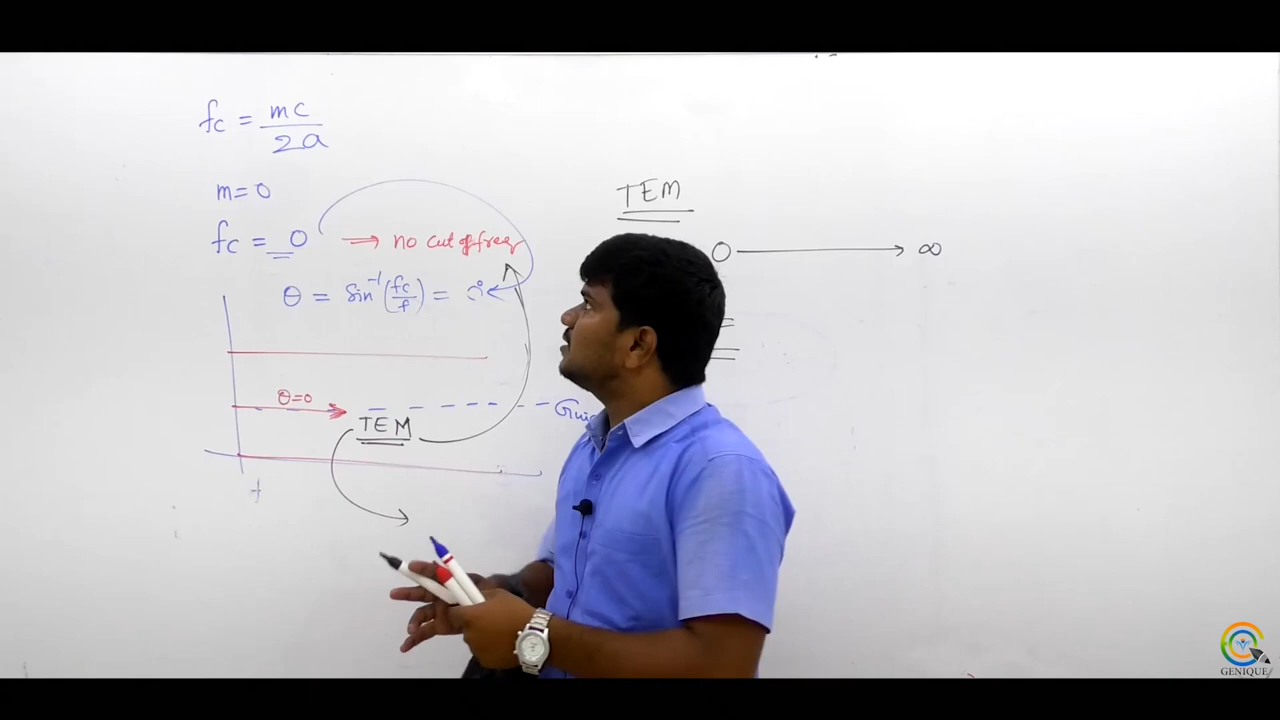 fc = mc / 2a
m = 0
fc = 0 → no cut off freq
θ = sin⁻¹(fc/f) = 0°
θ=0
TEM
TEM
0 → ∞
GENIQUE